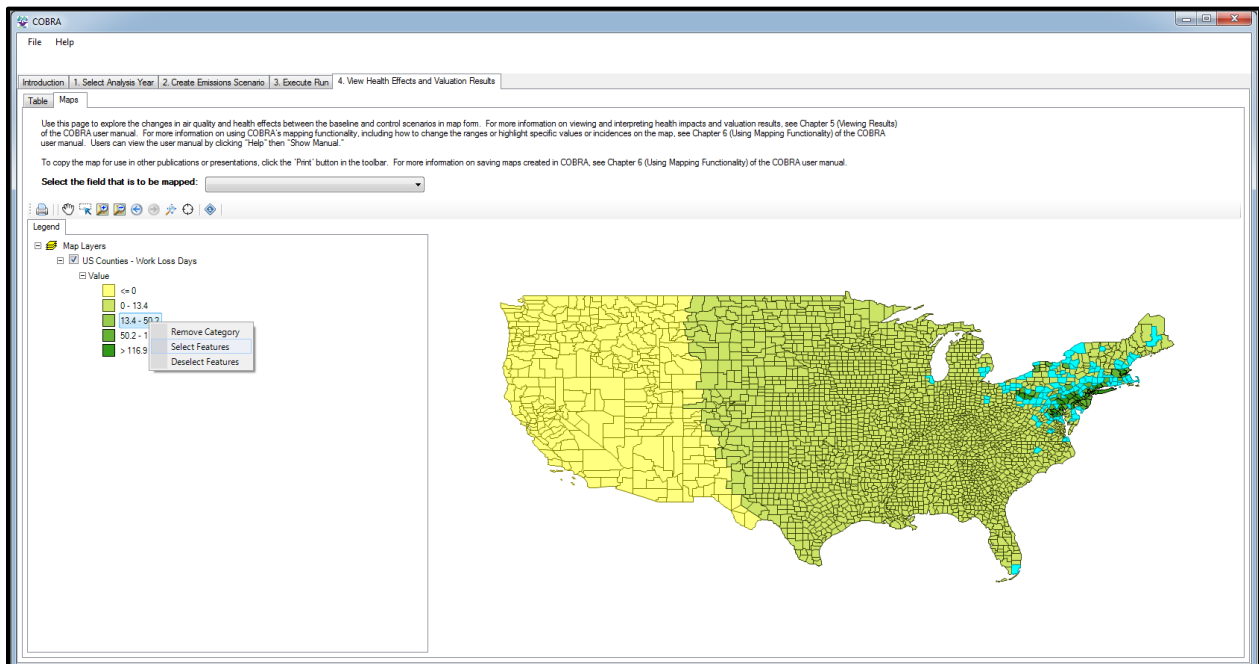 COBRA
File Help
Introduction 1. Select Analysis Year 2. Create Emissions Scenario 3. Execute Run 4. View Health Effects and Valuation Results
Table Maps
Use this page to explore the changes in air quality and health effects between the baseline and control scenarios in map form. For more information on viewing and interpreting health impacts and valuation results, see Chapter 5 (Viewing Results)
of the COBRA user manual. For more information on using COBRA's mapping functionality, including how to change the ranges or highlight specific values or incidences on the map, see Chapter 6 (Using Mapping Functionality) of the COBRA
user manual. Users can view the user manual by clicking "Help" then "Show Manual."
To copy the map for use in other publications or presentations, click the 'Print' button in the toolbar. For more information on saving maps created in COBRA, see Chapter 6 (Using Mapping Functionality) of the COBRA user manual.
Select the field that is to be mapped:
Legend
Map Layers
US Counties - Work Loss Days
Value
<= 0
0 - 13.4
13.4 - 50.2
Remove Category
50.2 - 1
Select Features
> 116.9
Deselect Features